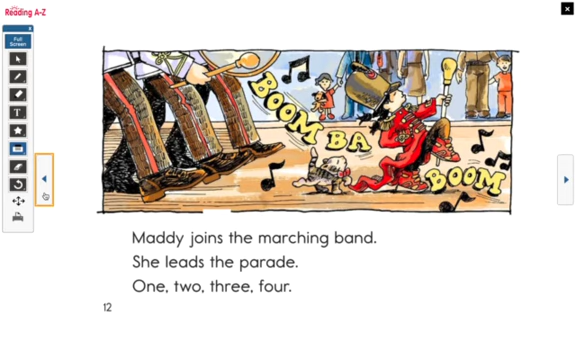 Reading A-Z
Full
Screen
T
BOOM BA
BOOM
Maddy joins the marching band.
She leads the parade.
One, two, three, four.
12